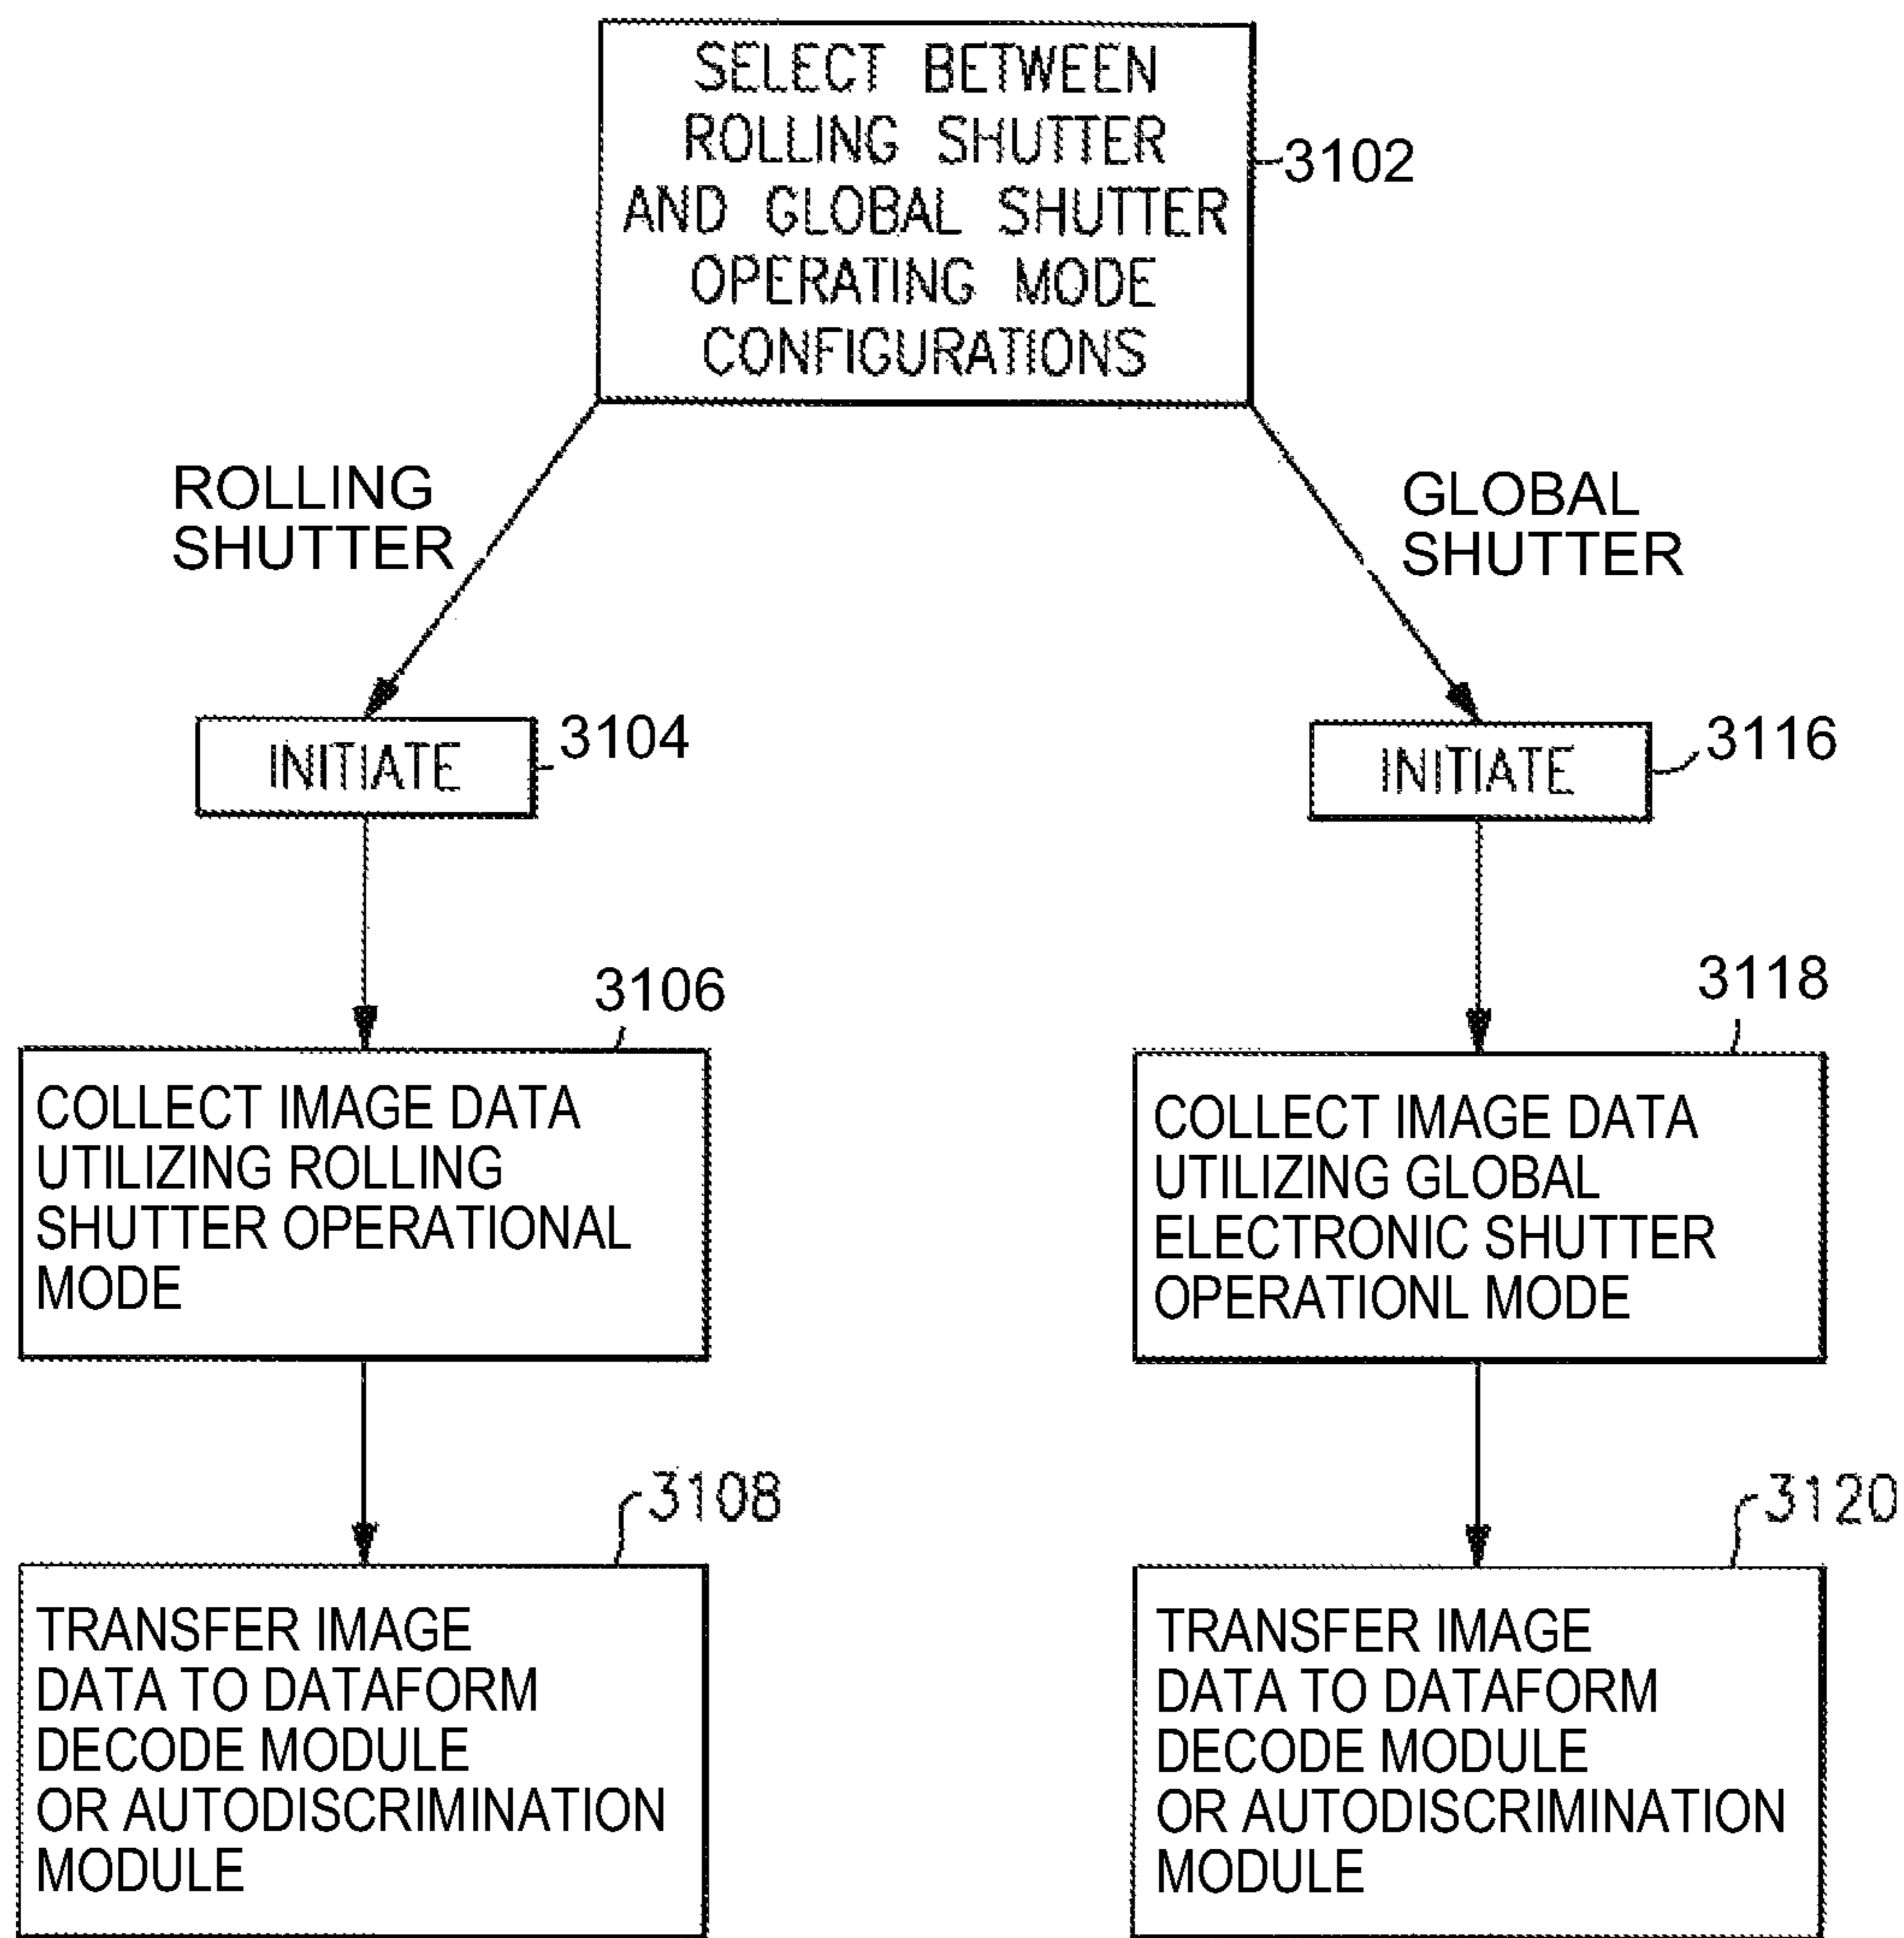 SELECT BETWEEN
ROLLING SHUTTER
AND GLOBAL SHUTTER
OPERATING MODE
CONFIGURATIONS
3102
ROLLING
SHUTTER
GLOBAL
SHUTTER
INITIATE
3104
INITIATE
3116
3106
COLLECT IMAGE DATA
UTILIZING ROLLING
SHUTTER OPERATIONAL
MODE
3118
COLLECT IMAGE DATA
UTILIZING GLOBAL
ELECTRONIC SHUTTER
OPERATIONL MODE
3108
TRANSFER IMAGE
DATA TO DATAFORM
DECODE MODULE
OR AUTODISCRIMINATION
MODULE
3120
TRANSFER IMAGE
DATA TO DATAFORM
DECODE MODULE
OR AUTODISCRIMINATION
MODULE